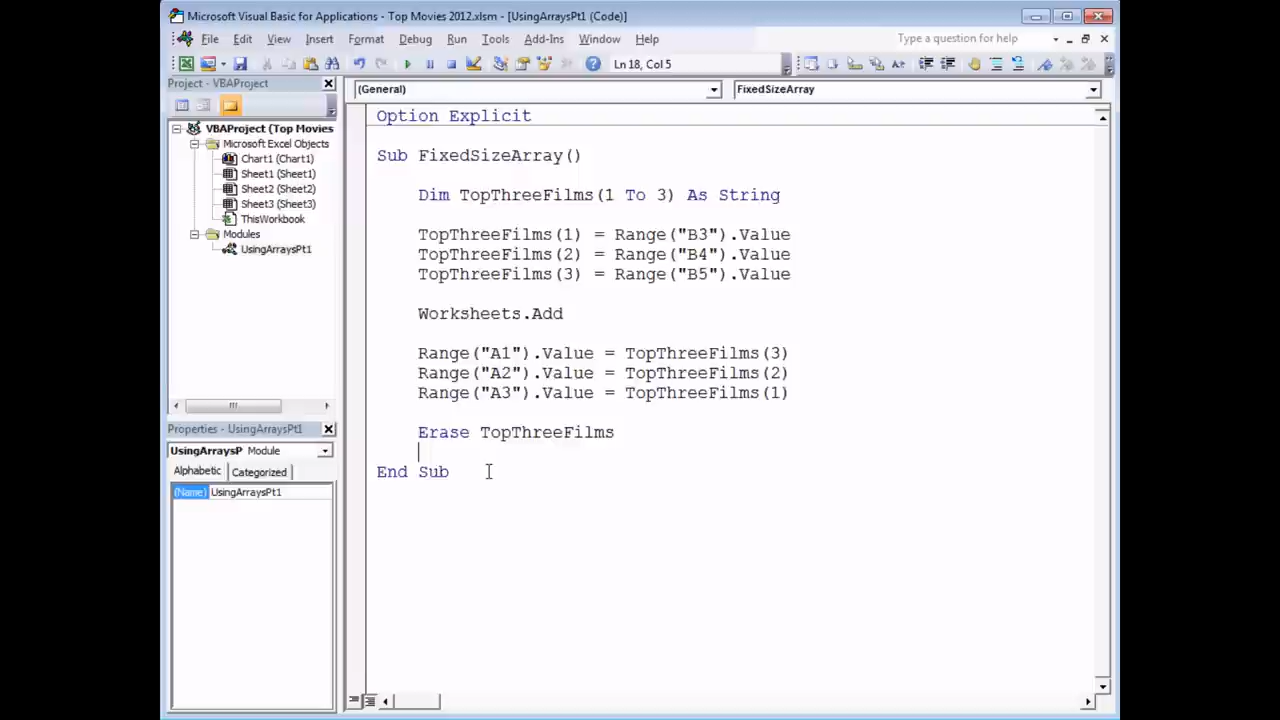 Microsoft Visual Basic for Applications - Top Movies 2012.xlsm - [UsingArraysPt1 (Code)]
File Edit View Insert Format Debug Run Tools Add-Ins Window Help
Type a question for help
Ln 18, Col 5
Project - VBAProject
VBAProject (Top Movies
Microsoft Excel Objects
Chart1 (Chart1)
Sheet1 (Sheet1)
Sheet2 (Sheet2)
Sheet3 (Sheet3)
ThisWorkbook
Modules
UsingArraysPt1
Properties - UsingArraysPt1
UsingArraysP Module
Alphabetic Categorized
(Name) UsingArraysPt1
(General) FixedSizeArray
Option Explicit
Sub FixedSizeArray()
Dim TopThreeFilms(1 To 3) As String
TopThreeFilms(1) = Range("B3").Value
TopThreeFilms(2) = Range("B4").Value
TopThreeFilms(3) = Range("B5").Value
Worksheets.Add
Range("A1").Value = TopThreeFilms(3)
Range("A2").Value = TopThreeFilms(2)
Range("A3").Value = TopThreeFilms(1)
Erase TopThreeFilms
End Sub